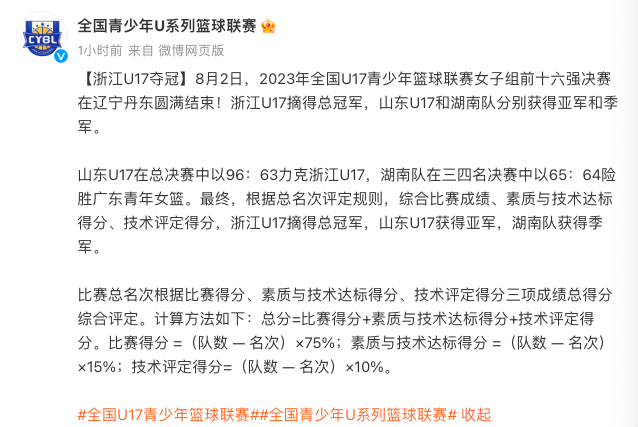 CYBL
全国青少年U系列篮球联赛
1小时前 来自 微博网页版
【浙江U17夺冠】8月2日，2023年全国U17青少年篮球联赛女子组前十六强决赛
在辽宁丹东圆满结束！浙江U17摘得总冠军，山东U17和湖南队分别获得亚军和季
军。
山东U17在总决赛中以96：63力克浙江U17，湖南队在三四名决赛中以65：64险
胜广东青年女篮。最终，根据总名次评定规则，综合比赛成绩、素质与技术达标
得分、技术评定得分，浙江U17摘得总冠军，山东U17获得亚军，湖南队获得季
军。
比赛总名次根据比赛得分、素质与技术达标得分、技术评定得分三项成绩总得分
综合评定。计算方法如下：总分=比赛得分+素质与技术达标得分+技术评定得
分。比赛得分 =（队数 — 名次）×75%；素质与技术达标得分 =（队数 — 名次）
×15%；技术评定得分=（队数 — 名次）×10%。
#全国U17青少年篮球联赛##全国青少年U系列篮球联赛# 收起